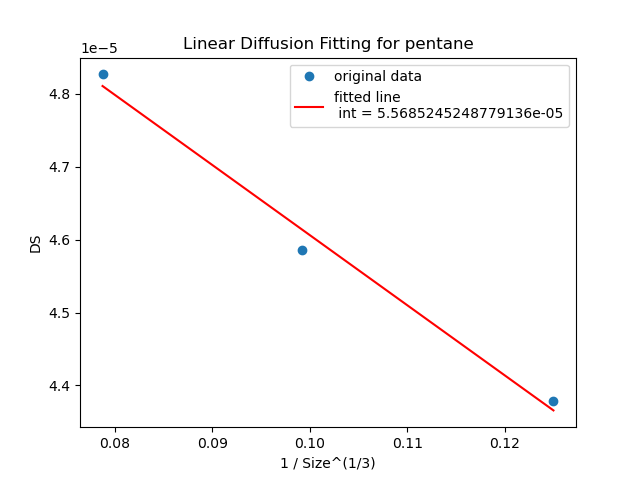 Linear Diffusion Fitting for pentane
1e−5
original data
fitted line
int = 5.5685245248779136e-05
4.8
4.7
4.6
4.5
4.4
DS
0.08 0.09 0.10 0.11 0.12
1 / Size^(1/3)